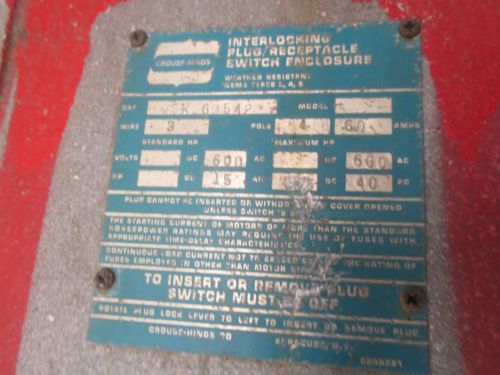 INTERLOCKING
PLUG/RECEPTACLE
SWITCH ENCLOSURE
CROUSE-HINDS
WEATHER RESISTANT
NEMA TYPES
CAT. WSR 63542 MODEL
WIRE 3 POLE 4 60 AMPS
STANDARD HP MAXIMUM HP
VOLTS DC 600 AC DC 600 AC
HP DC 15 AC DC 40 AC
PLUG CANNOT BE INSERTED OR WITHDRAWN COVER OPENED
UNLESS SWITCH IS
THE STARTING CURRENT OF MOTORS OF MORE THAN THE STANDARD
HORSEPOWER RATINGS MAY REQUIRE THE USE OF FUSES WITH
APPROPRIATE TIME-DELAY CHARACTERISTICS
CONTINUOUS LOAD CURRENT NOT TO EXCEED RATING OF
FUSES EMPLOYED IN OTHER THAN MOTOR
TO INSERT OR REMOVE PLUG
SWITCH MUST BE OFF
ROTATE PLUG LOCK LEVER TO LEFT TO INSERT OR REMOVE PLUG
CROUSE-HINDS CO SYRACUSE, N.Y.